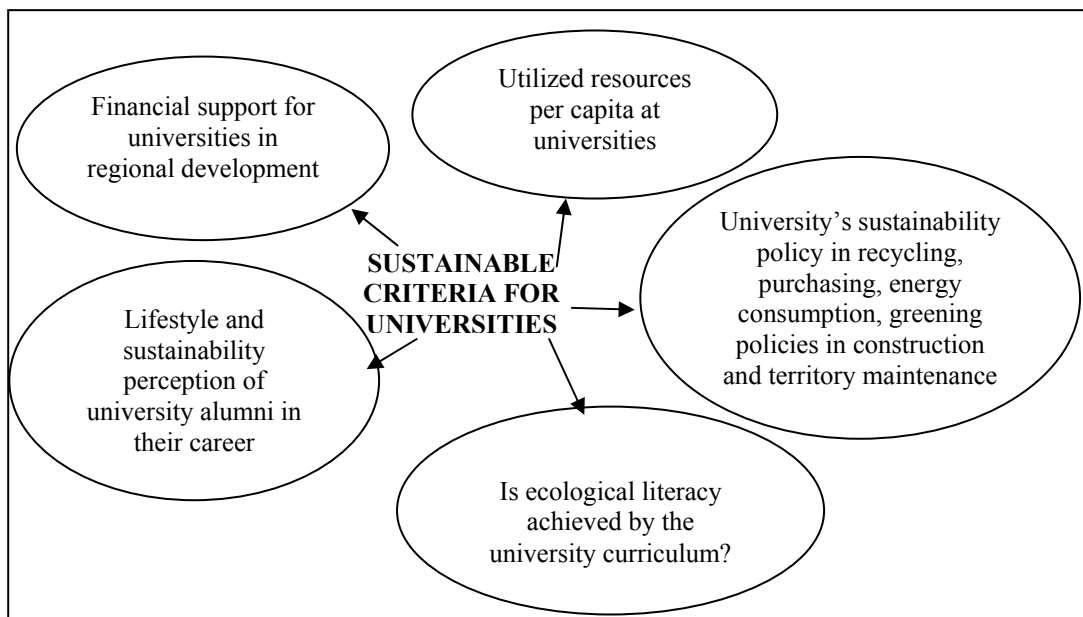 Financial support for
universities in
regional development
Utilized resources
per capita at
universities
SUSTAINABLE
CRITERIA FOR
UNIVERSITIES
University’s sustainability
policy in recycling,
purchasing, energy
consumption, greening
policies in construction
and territory maintenance
Lifestyle and
sustainability
perception of
university alumni in
their career
Is ecological literacy
achieved by the
university curriculum?